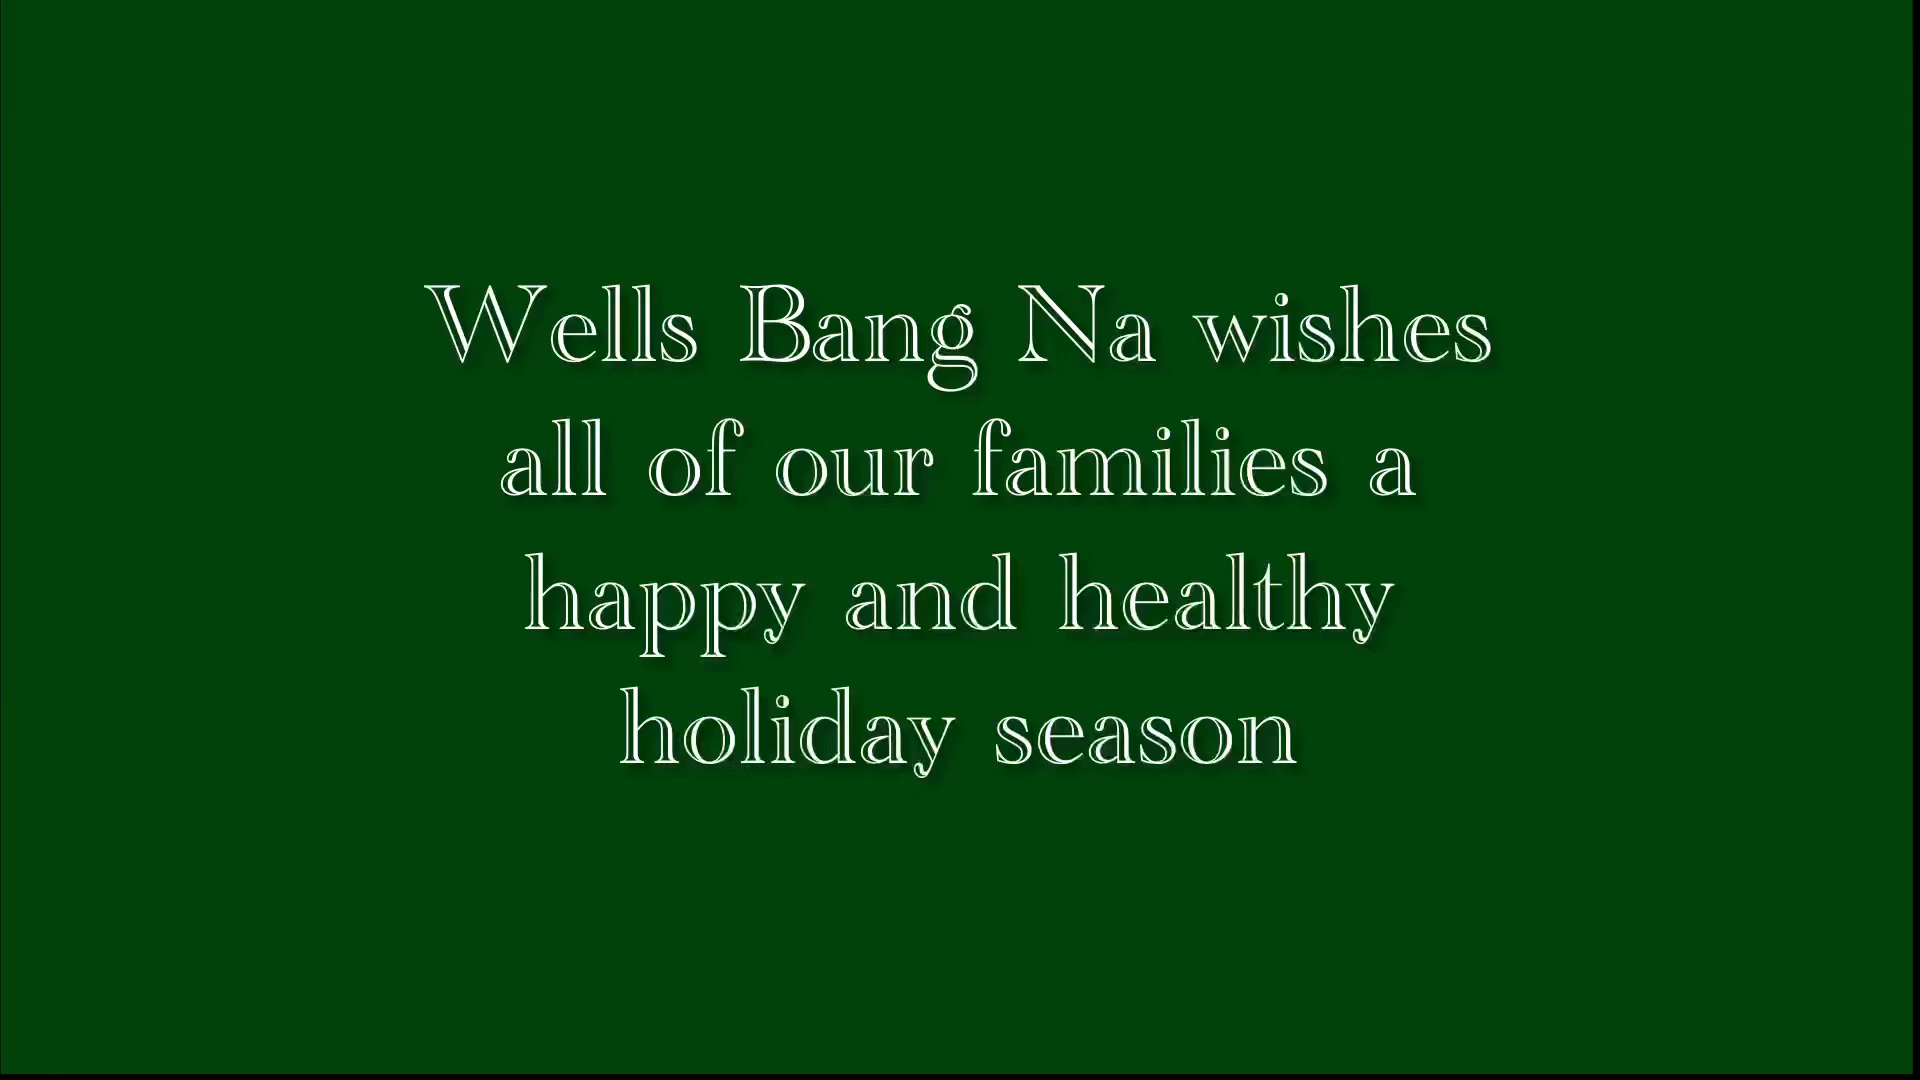 Wells Bang Na wishes
all of our families a
happy and healthy
holiday season